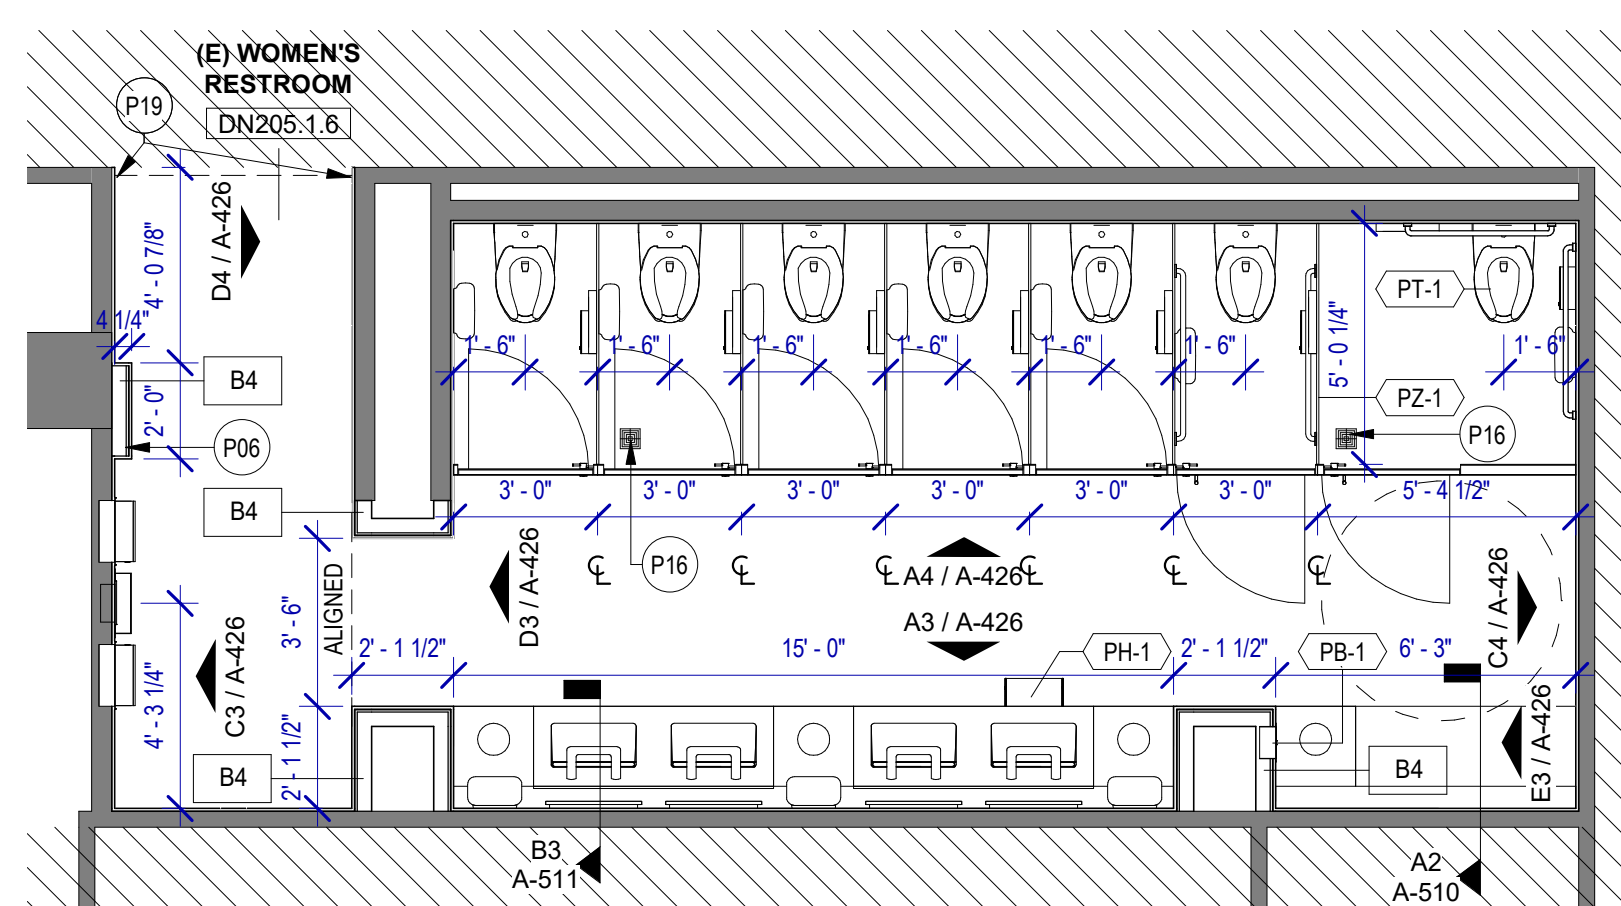 (E) WOMEN'S
RESTROOM
DN205.1.6
P19
D4 / A-426
4' - 0 7/8"
4 1/4"
B4
2' - 0"
P06
B4
1' - 6"
1' - 6"
1' - 6"
1' - 6"
1' - 6"
1' - 6"
5' - 0 1/4"
1' - 6"
PT-1
PZ-1
P16
3' - 0"
3' - 0"
3' - 0"
3' - 0"
3' - 0"
3' - 0"
5' - 4 1/2"
P16
℄
℄
℄
℄
℄
℄
D3 / A-426
A4 / A-426
A3 / A-426
C4 / A-426
ALIGNED
3' - 6"
C3 / A-426
4' - 3 1/4"
2' - 1 1/2"
2' - 1 1/2"
15' - 0"
PH-1
2' - 1 1/2"
PB-1
6' - 3"
B4
B4
E3 / A-426
B3
A-511
A2
A-510